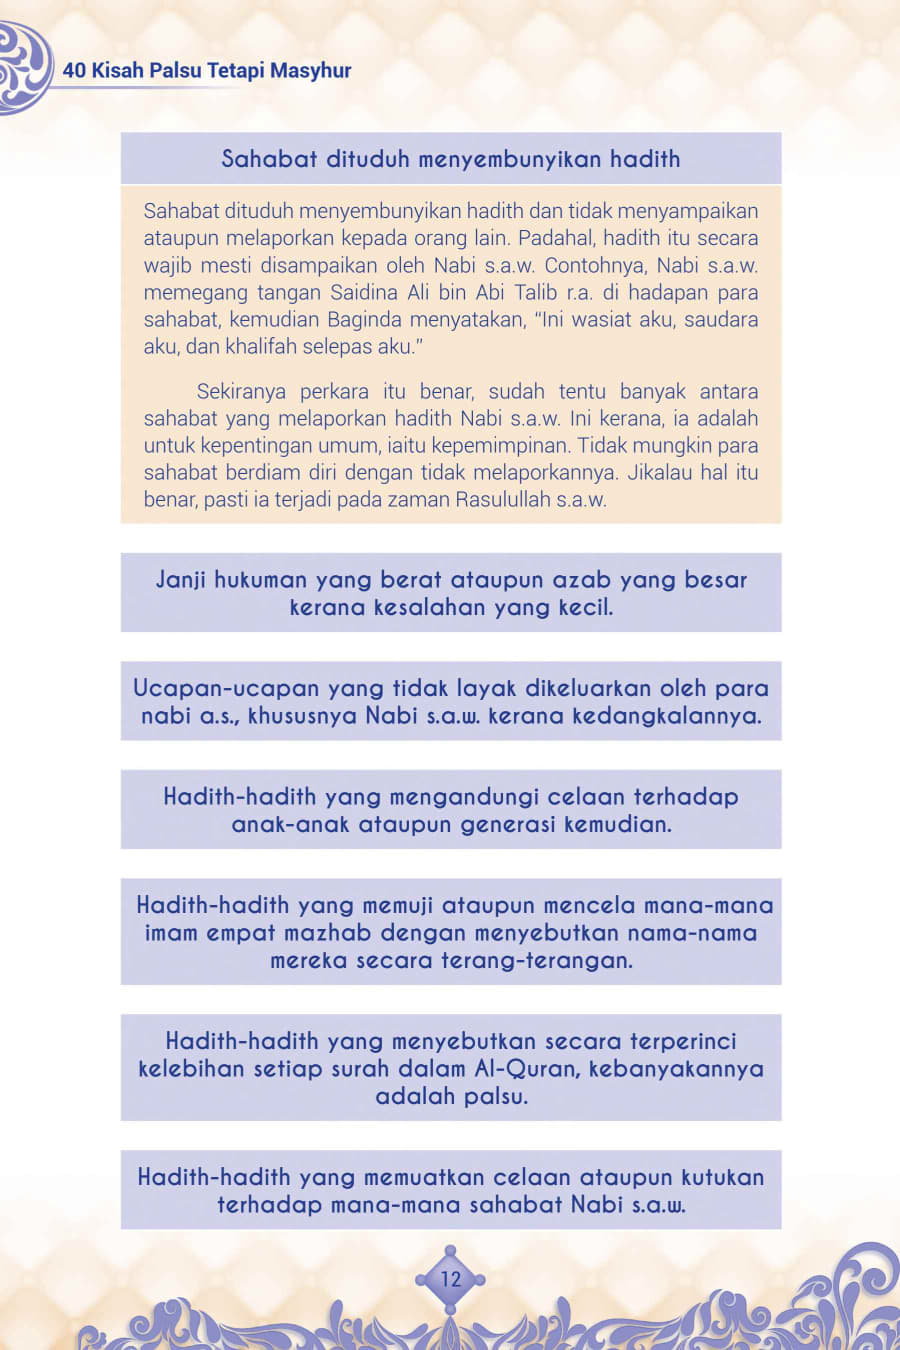 40 Kisah Palsu Tetapi Masyhur
Sahabat dituduh menyembunyikan hadith
Sahabat dituduh menyembunyikan hadith dan tidak menyampaikan
ataupun melaporkan kepada orang lain. Padahal, hadith itu secara
wajib mesti disampaikan oleh Nabi s.a.w. Contohnya, Nabi s.a.w.
memegang tangan Saidina Ali bin Abi Talib r.a. di hadapan para
sahabat, kemudian Baginda menyatakan, “Ini wasiat aku, saudara
aku, dan khalifah selepas aku.”
Sekiranya perkara itu benar, sudah tentu banyak antara
sahabat yang melaporkan hadith Nabi s.a.w. Ini kerana, ia adalah
untuk kepentingan umum, iaitu kepemimpinan. Tidak mungkin para
sahabat berdiam diri dengan tidak melaporkannya. Jikalau hal itu
benar, pasti ia terjadi pada zaman Rasulullah s.a.w.
Janji hukuman yang berat ataupun azab yang besar
kerana kesalahan yang kecil.
Ucapan-ucapan yang tidak layak dikeluarkan oleh para
nabi a.s., khususnya Nabi s.a.w. kerana kedangkalannya.
Hadith-hadith yang mengandungi celaan terhadap
anak-anak ataupun generasi kemudian.
Hadith-hadith yang memuji ataupun mencela mana-mana
imam empat mazhab dengan menyebutkan nama-nama
mereka secara terang-terangan.
Hadith-hadith yang menyebutkan secara terperinci
kelebihan setiap surah dalam Al-Quran, kebanyakannya
adalah palsu.
Hadith-hadith yang memuatkan celaan ataupun kutukan
terhadap mana-mana sahabat Nabi s.a.w.
12